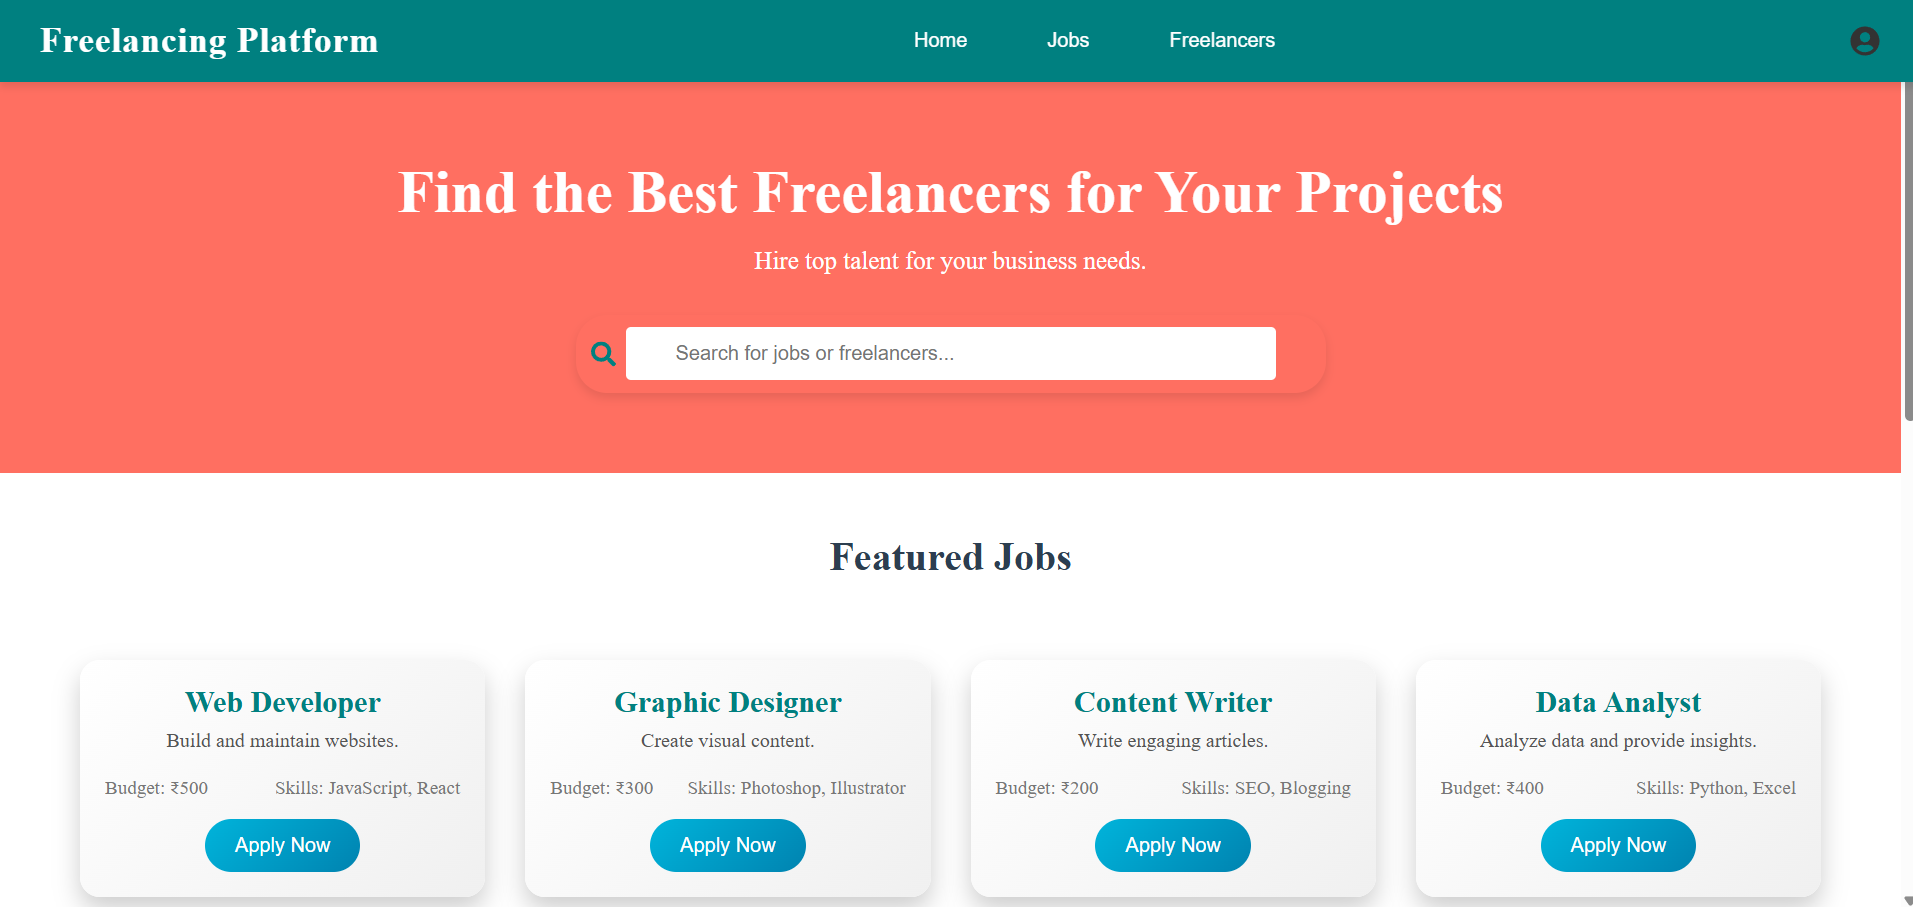 Freelancing Platform
Home Jobs Freelancers
Find the Best Freelancers for Your Projects
Hire top talent for your business needs.
Search for jobs or freelancers...
Featured Jobs
Web Developer
Build and maintain websites.
Budget: ₹500 Skills: JavaScript, React
Apply Now
Graphic Designer
Create visual content.
Budget: ₹300 Skills: Photoshop, Illustrator
Apply Now
Content Writer
Write engaging articles.
Budget: ₹200 Skills: SEO, Blogging
Apply Now
Data Analyst
Analyze data and provide insights.
Budget: ₹400 Skills: Python, Excel
Apply Now